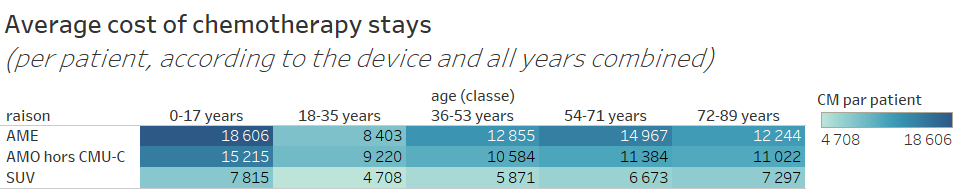 Average cost of chemotherapy stays
(per patient, according to the device and all years combined)
age (classe)
raison 0-17 years 18-35 years 36-53 years 54-71 years 72-89 years
AME 18 606 8 403 12 855 14 967 12 244
AMO hors CMU-C 15 215 9 220 10 584 11 384 11 022
SUV 7 815 4 708 5 871 6 673 7 297
CM par patient
4 708 18 606